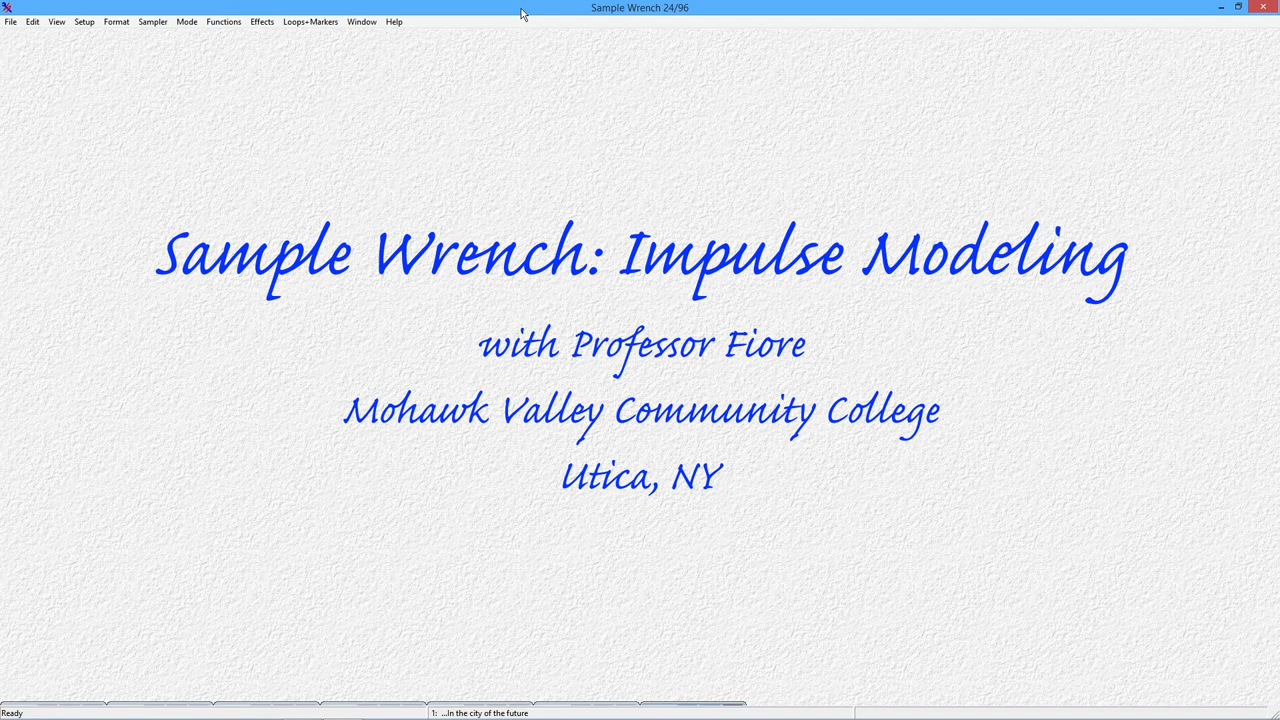 Sample Wrench 24/96
File Edit View Setup Format Sampler Mode Functions Effects Loops+Markers Window Help
Sample Wrench: Impulse Modeling
with Professor Fiore
Mohawk Valley Community College
Utica, NY
Ready 1: ...In the city of the future